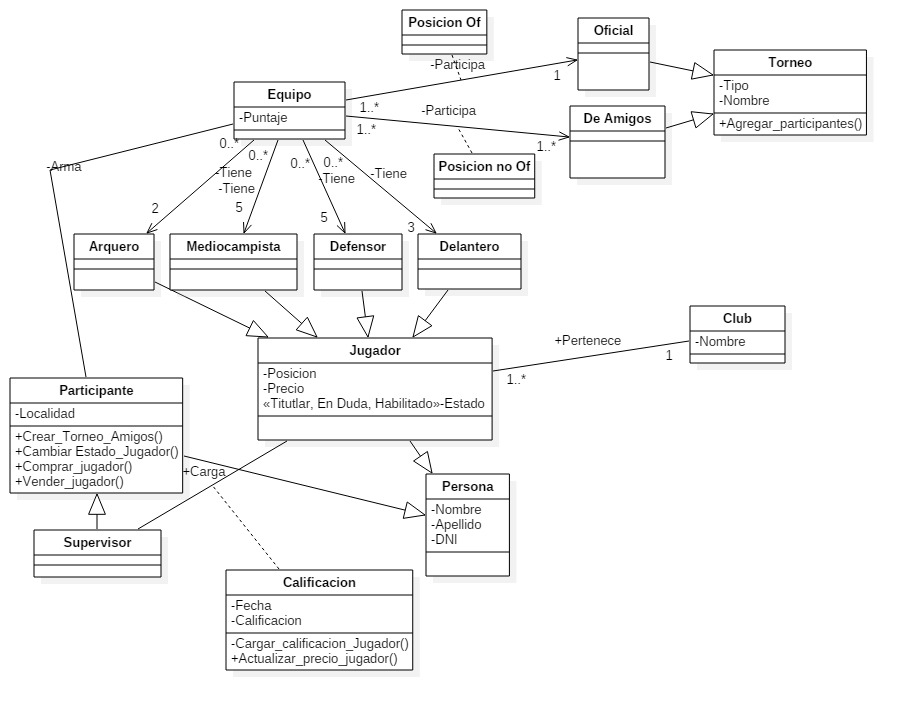 Posicion Of
Oficial
-Participa
1
Torneo
-Tipo
-Nombre
+Agregar_participantes()
Equipo
-Puntaje
1..*
-Participa
1..*
1..*
De Amigos
Posicion no Of
-Arma
0..*
-Tiene
2
0..*
-Tiene
5
0..*
-Tiene
5
0..*
-Tiene
3
Arquero
Mediocampista
Defensor
Delantero
Club
-Nombre
+Pertenece
1
1..*
Jugador
-Posicion
-Precio
«Titutlar, En Duda, Habilitado»-Estado
Participante
-Localidad
+Crear_Torneo_Amigos()
+Cambiar Estado_Jugador()
+Comprar_jugador()
+Vender_jugador()
+Carga
Persona
-Nombre
-Apellido
-DNI
Supervisor
Calificacion
-Fecha
-Calificacion
-Cargar_calificacion_Jugador()
+Actualizar_precio_jugador()